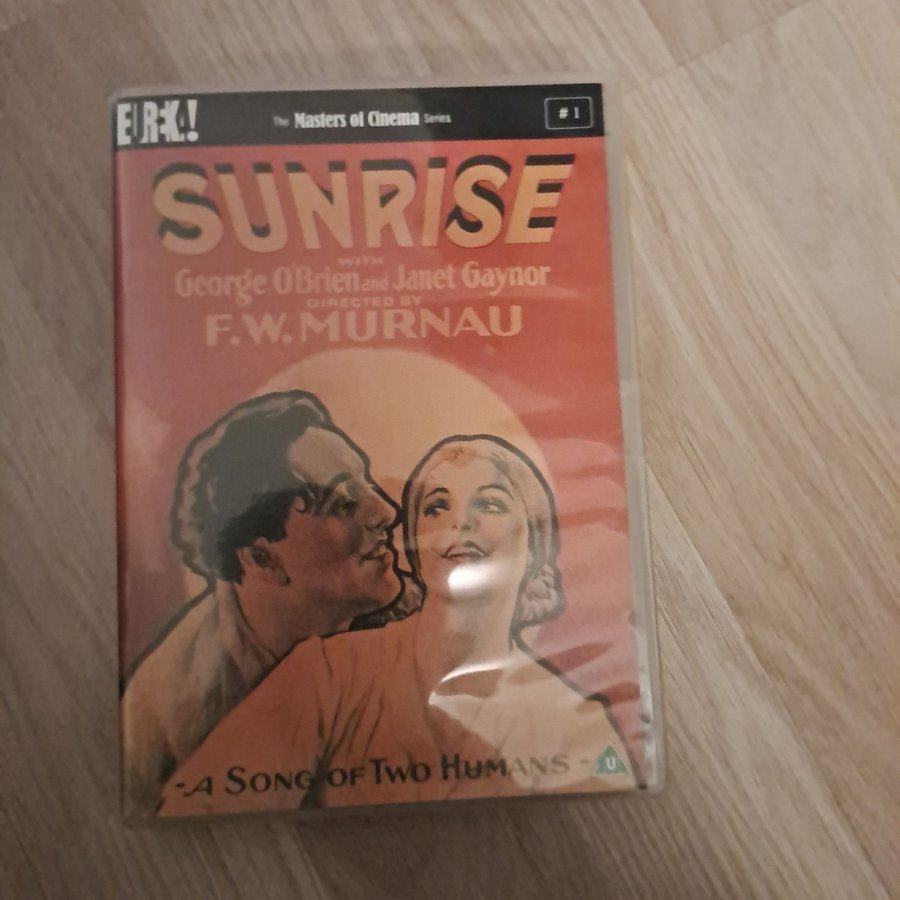 EUREKA!
The Masters of Cinema Series
# 1
SUNRISE
WITH
George O'Brien and Janet Gaynor
DIRECTED BY
F.W. MURNAU
- A SONG OF TWO HUMANS -
U